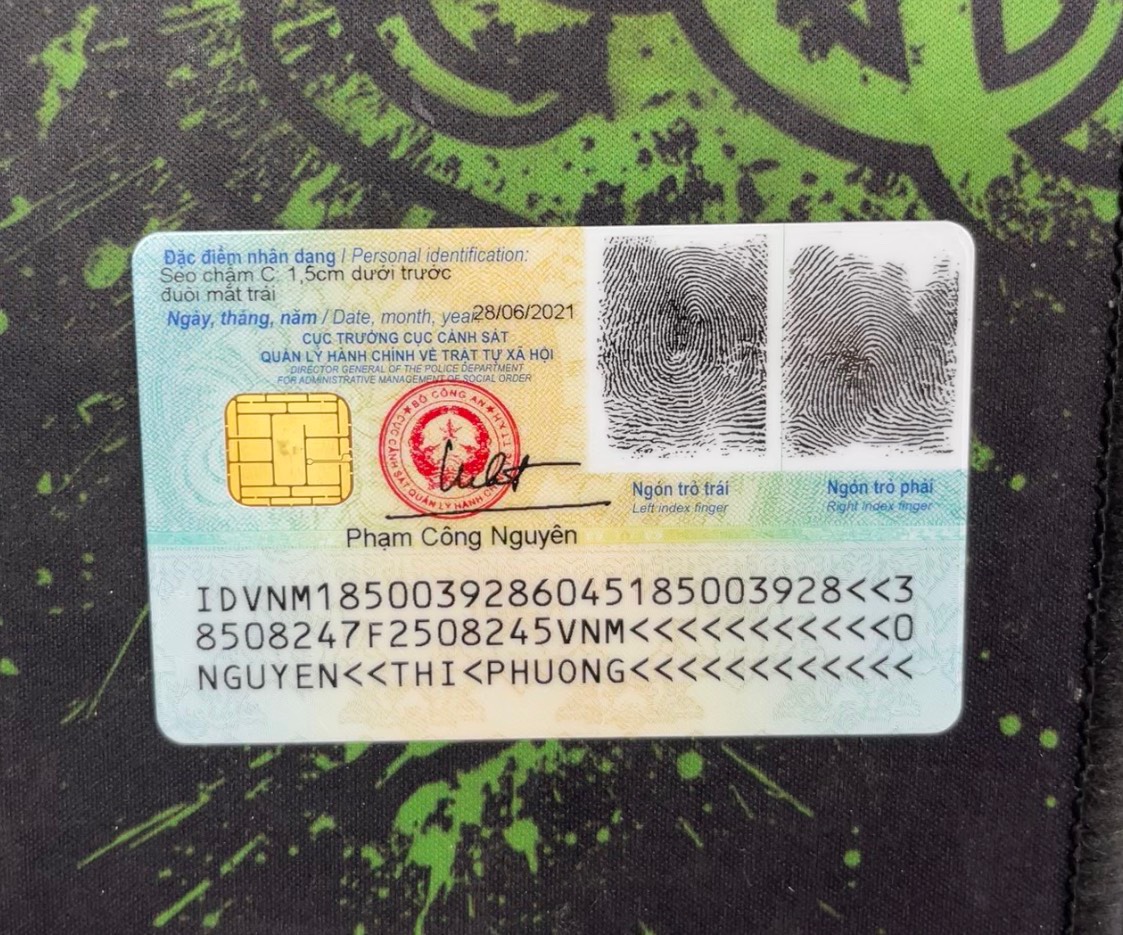 Đặc điểm nhân dạng / Personal identification:
Sẹo chấm C: 1,5cm dưới trước
đuôi mắt trái
Ngày, tháng, năm / Date, month, year 28/06/2021
CỤC TRƯỞNG CỤC CẢNH SÁT
QUẢN LÝ HÀNH CHÍNH VỀ TRẬT TỰ XÃ HỘI
DIRECTOR GENERAL OF THE POLICE DEPARTMENT
FOR ADMINISTRATIVE MANAGEMENT OF SOCIAL ORDER
BỘ CÔNG AN
CỤC CẢNH SÁT QUẢN LÝ HÀNH CHÍNH
Ngón trỏ trái
Left index finger
Ngón trỏ phải
Right index finger
Phạm Công Nguyên
IDVNM1850039286045185003928<<3
8508247F2508245VNM<<<<<<<<<<<0
NGUYEN<<THI<PHUONG<<<<<<<<<<<<